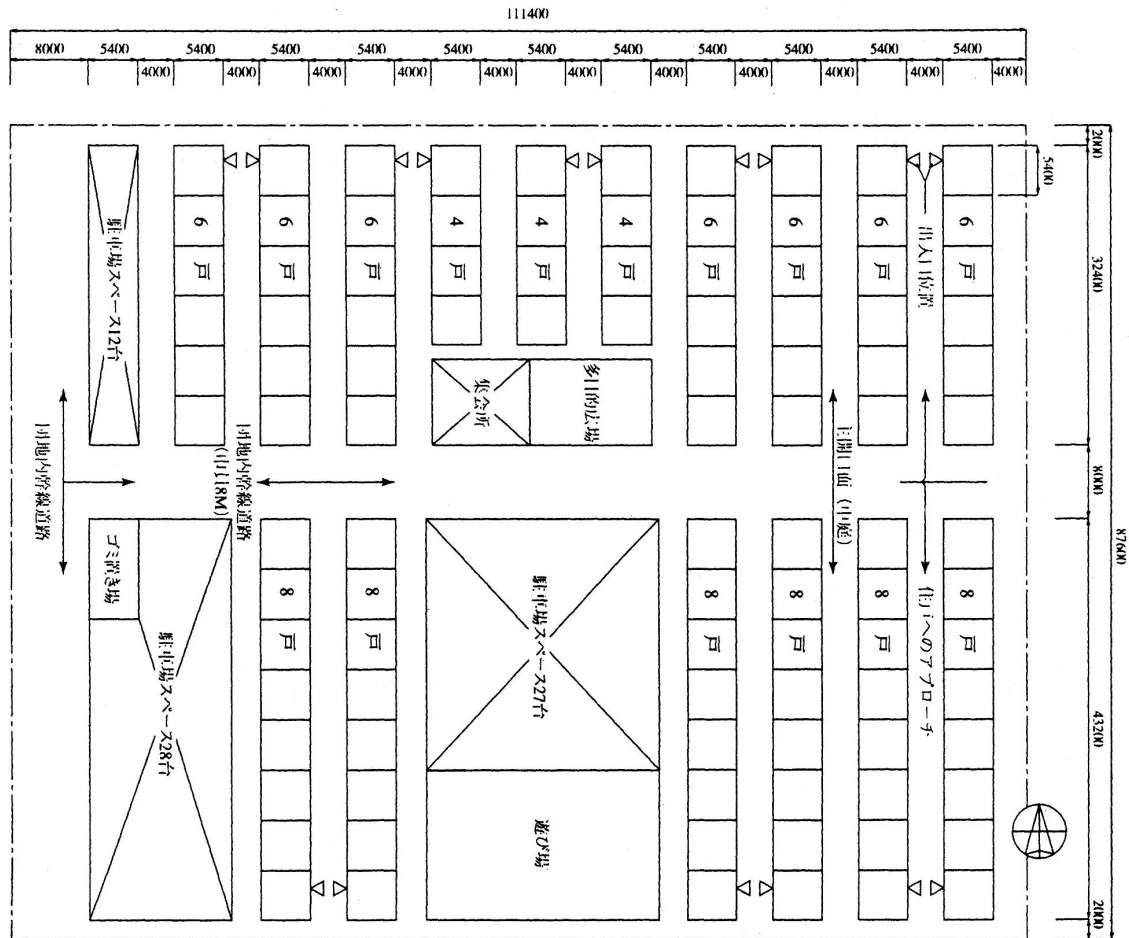 111400
8000 5400 5400 5400 5400 5400 5400 5400 5400 5400 5400 5400
4000 4000 4000 4000 4000 4000 4000 4000 4000 4000 4000
2000
5400
32400
8000
87600
43200
2000
駐車場スペース12台
6戸
6戸
6戸
4戸
4戸
4戸
6戸
6戸
6戸
6戸
出入口位置
集会所
多目的広場
団地内幹線道路
団地内幹線道路
(巾員8M)
主開口面(中庭)
住戸へのアプローチ
ゴミ置き場
駐車場スペース28台
8戸
8戸
駐車場スペース27台
遊び場
8戸
8戸
8戸
8戸